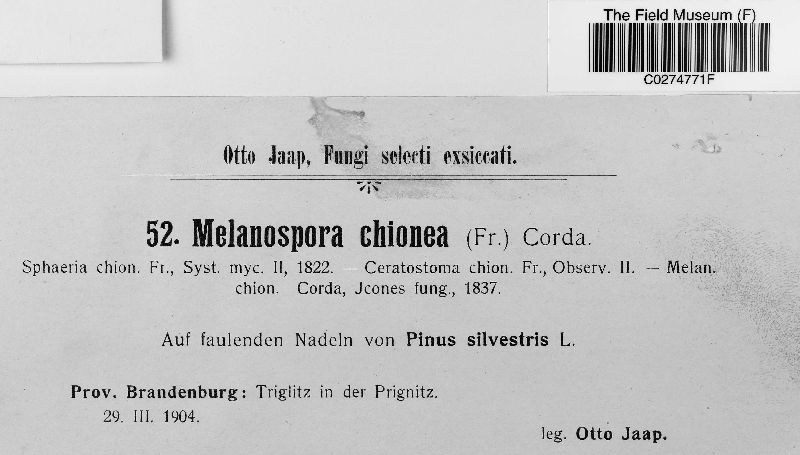 The Field Museum (F)
C0274771F
Otto Jaap, Fungi selecti exsiccati.
52. Melanospora chionea (Fr.) Corda.
Sphaeria chion. Fr., Syst. myc. II, 1822. — Ceratostoma chion. Fr., Observ. II. — Melan.
chion. Corda, Jcones fung., 1837.
Auf faulenden Nadeln von Pinus silvestris L.
Prov. Brandenburg: Triglitz in der Prignitz.
29. III. 1904.
leg. Otto Jaap.